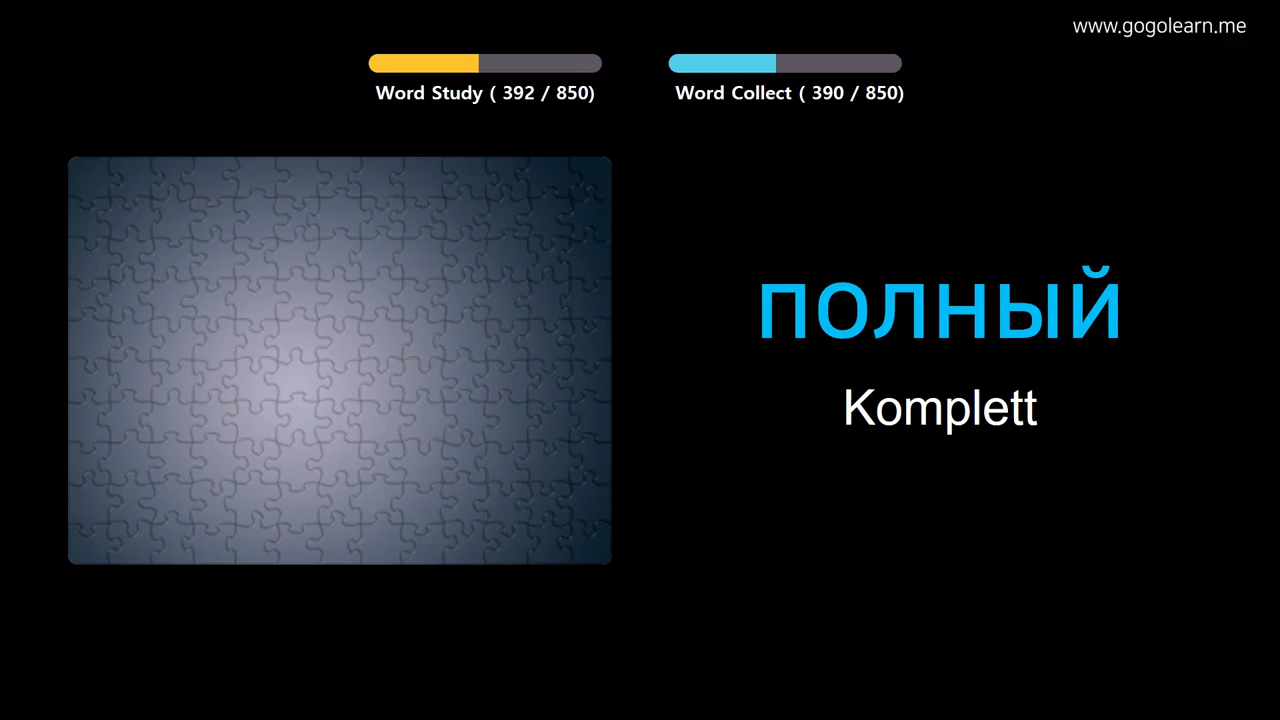 www.gogolearn.me
Word Study ( 392 / 850)
Word Collect ( 390 / 850)
полный
Komplett